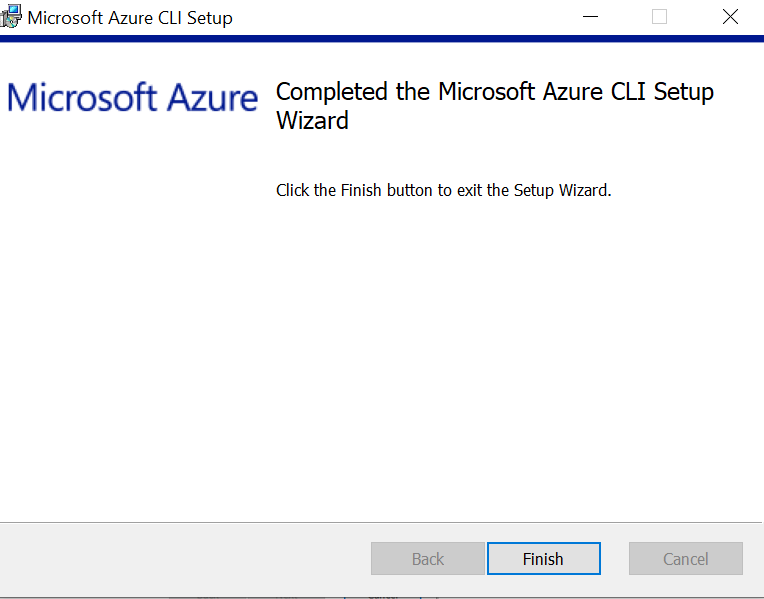 Microsoft Azure CLI Setup
Microsoft Azure
Completed the Microsoft Azure CLI Setup
Wizard
Click the Finish button to exit the Setup Wizard.
Back
Finish
Cancel